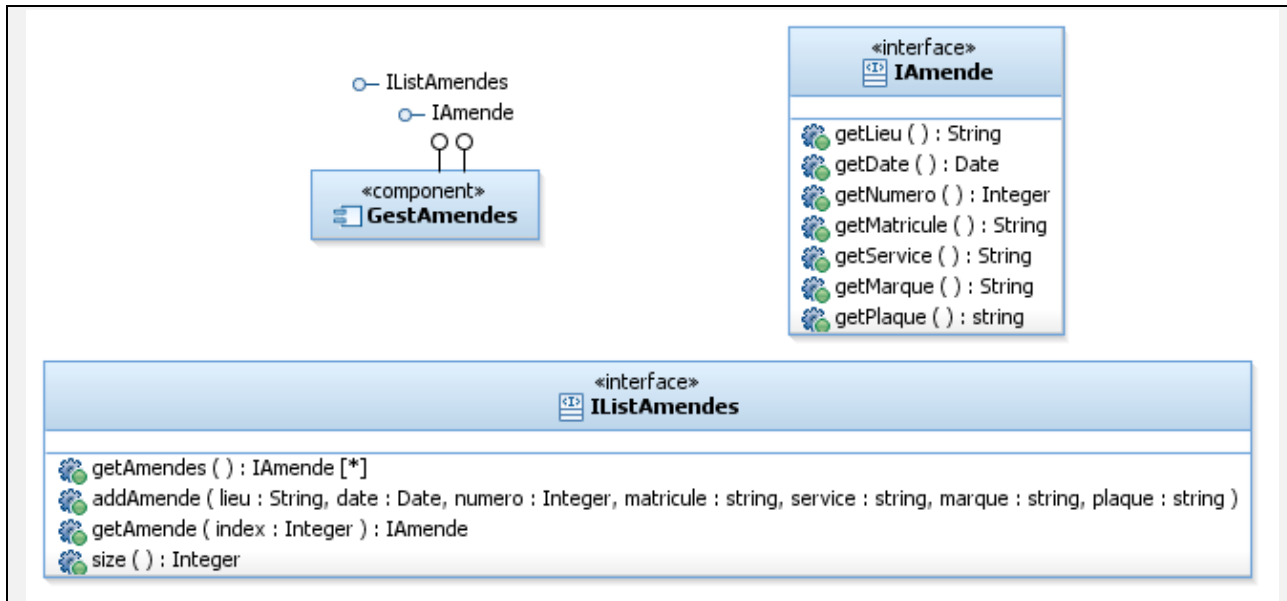 IListAmendes
IAmende
«component»
GestAmendes
«interface»
IAmende
getLieu ( ) : String
getDate ( ) : Date
getNumero ( ) : Integer
getMatricule ( ) : String
getService ( ) : String
getMarque ( ) : String
getPlaque ( ) : string
«interface»
IListAmendes
getAmendes ( ) : IAmende [*]
addAmende ( lieu : String, date : Date, numero : Integer, matricule : string, service : string, marque : string, plaque : string )
getAmende ( index : Integer ) : IAmende
size ( ) : Integer